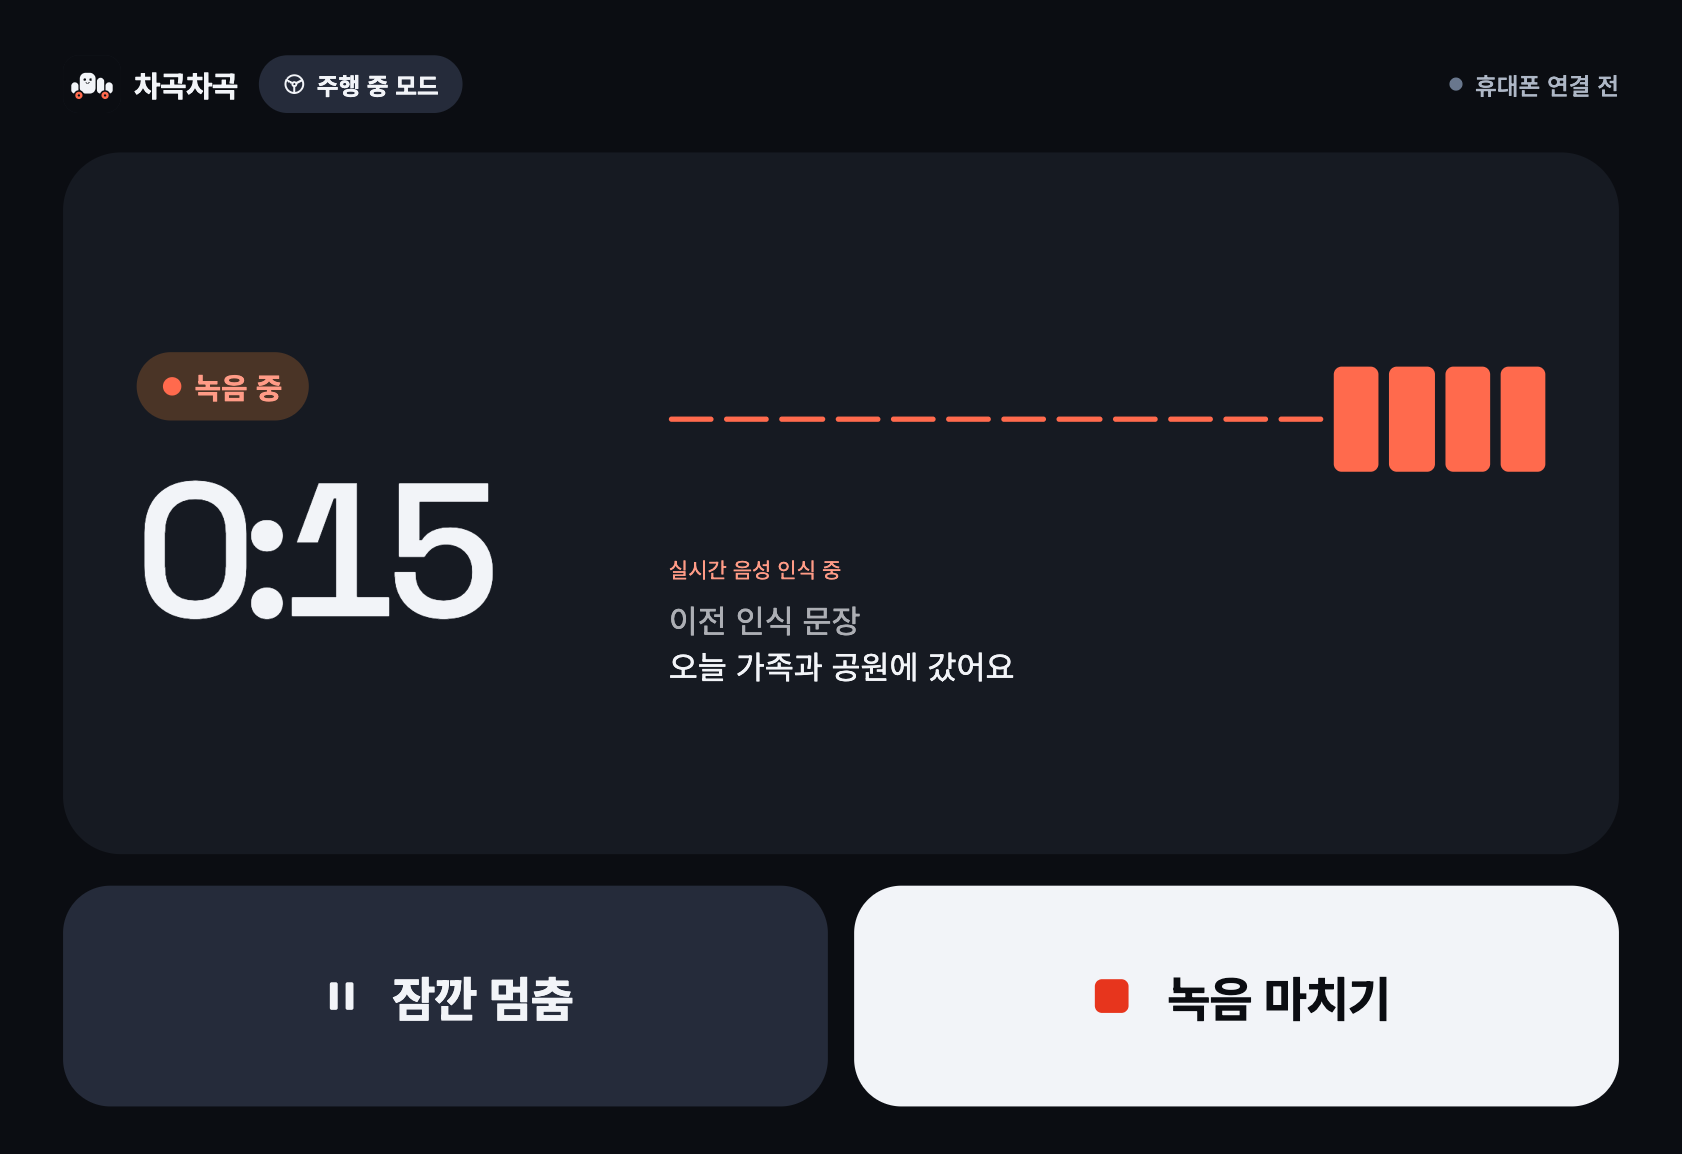 차곡차곡
주행 중 모드
휴대폰 연결 전
녹음 중
0:15
실시간 음성 인식 중
이전 인식 문장
오늘 가족과 공원에 갔어요
잠깐 멈춤
녹음 마치기